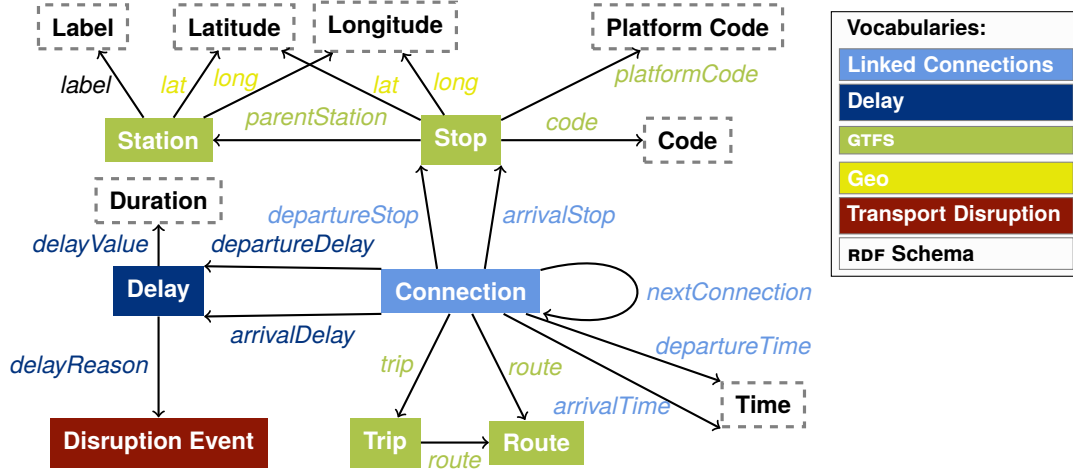 Label
Latitude
Longitude
Platform Code
Vocabularies:
Linked Connections
Delay
GTFS
Geo
Transport Disruption
RDF Schema
label
lat
long
lat
long
platformCode
parentStation
code
Station
Stop
Code
Duration
departureStop
arrivalStop
delayValue
departureDelay
Delay
Connection
nextConnection
arrivalDelay
delayReason
trip
route
departureTime
arrivalTime
Time
Disruption Event
Trip
Route
route